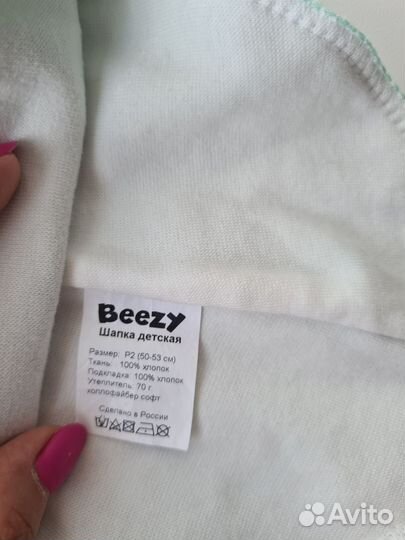 Beezy
Шапка детская
Размер: Р2 (50-53 см)
Ткань: 100% хлопок
Подкладка: 100% хлопок
Утеплитель: 70 г.
холлофайбер софт
Сделано в России
Avito